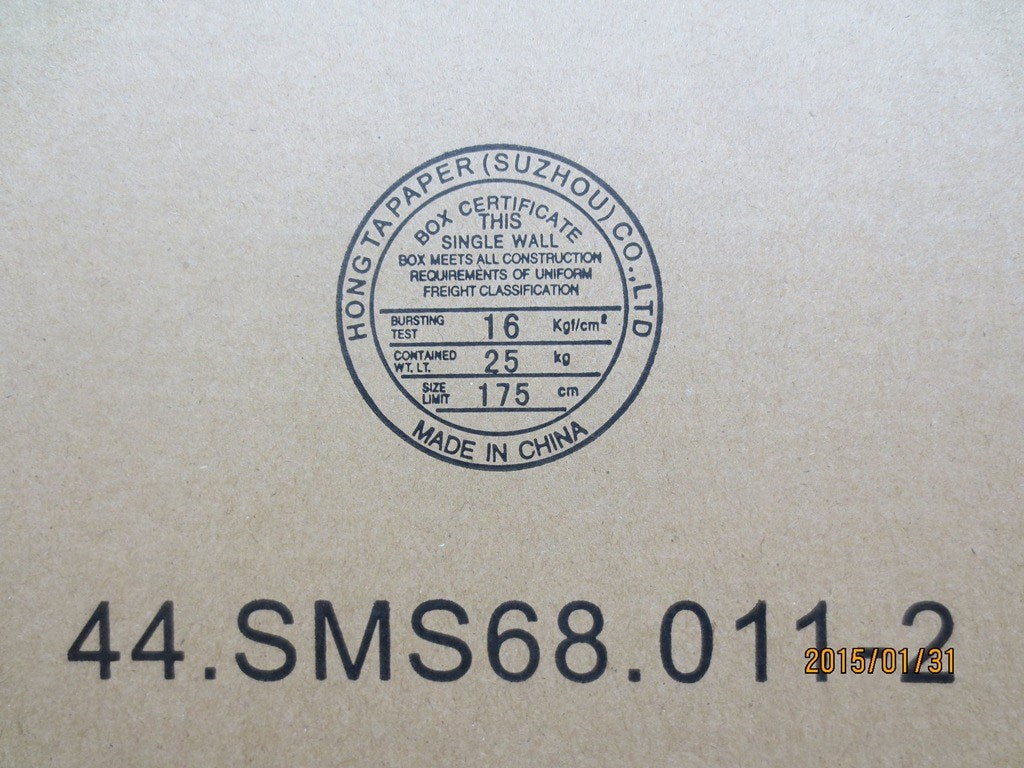 HONG TA PAPER (SUZHOU) CO., LTD
BOX CERTIFICATE
THIS
SINGLE WALL
BOX MEETS ALL CONSTRUCTION
REQUIREMENTS OF UNIFORM
FREIGHT CLASSIFICATION
BURSTING TEST 16 Kgf/cm²
CONTAINED WT. LT. 25 kg
SIZE LIMIT 175 cm
MADE IN CHINA
44.SMS68.011-2
2015/01/31